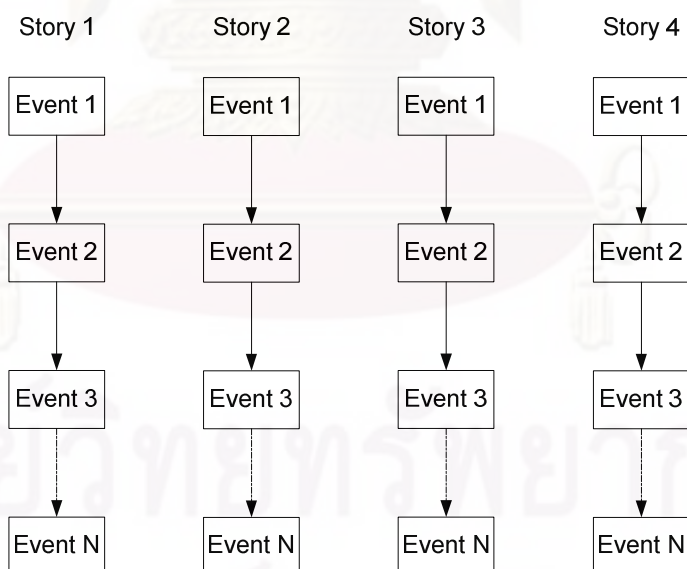 Story 1 Story 2 Story 3 Story 4
Event 1 Event 1 Event 1 Event 1
Event 2 Event 2 Event 2 Event 2
Event 3 Event 3 Event 3 Event 3
Event N Event N Event N Event N